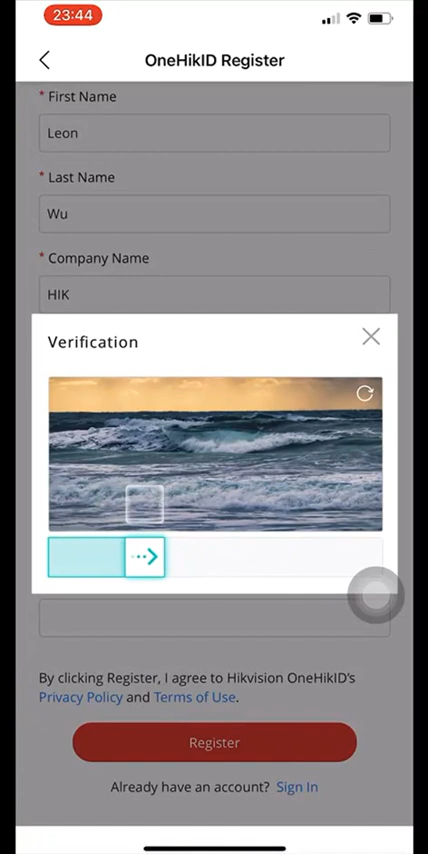 23:44
OneHikID Register
* First Name
Leon
* Last Name
Wu
* Company Name
HIK
Verification
By clicking Register, I agree to Hikvision OneHikID's
Privacy Policy and Terms of Use.
Register
Already have an account? Sign In